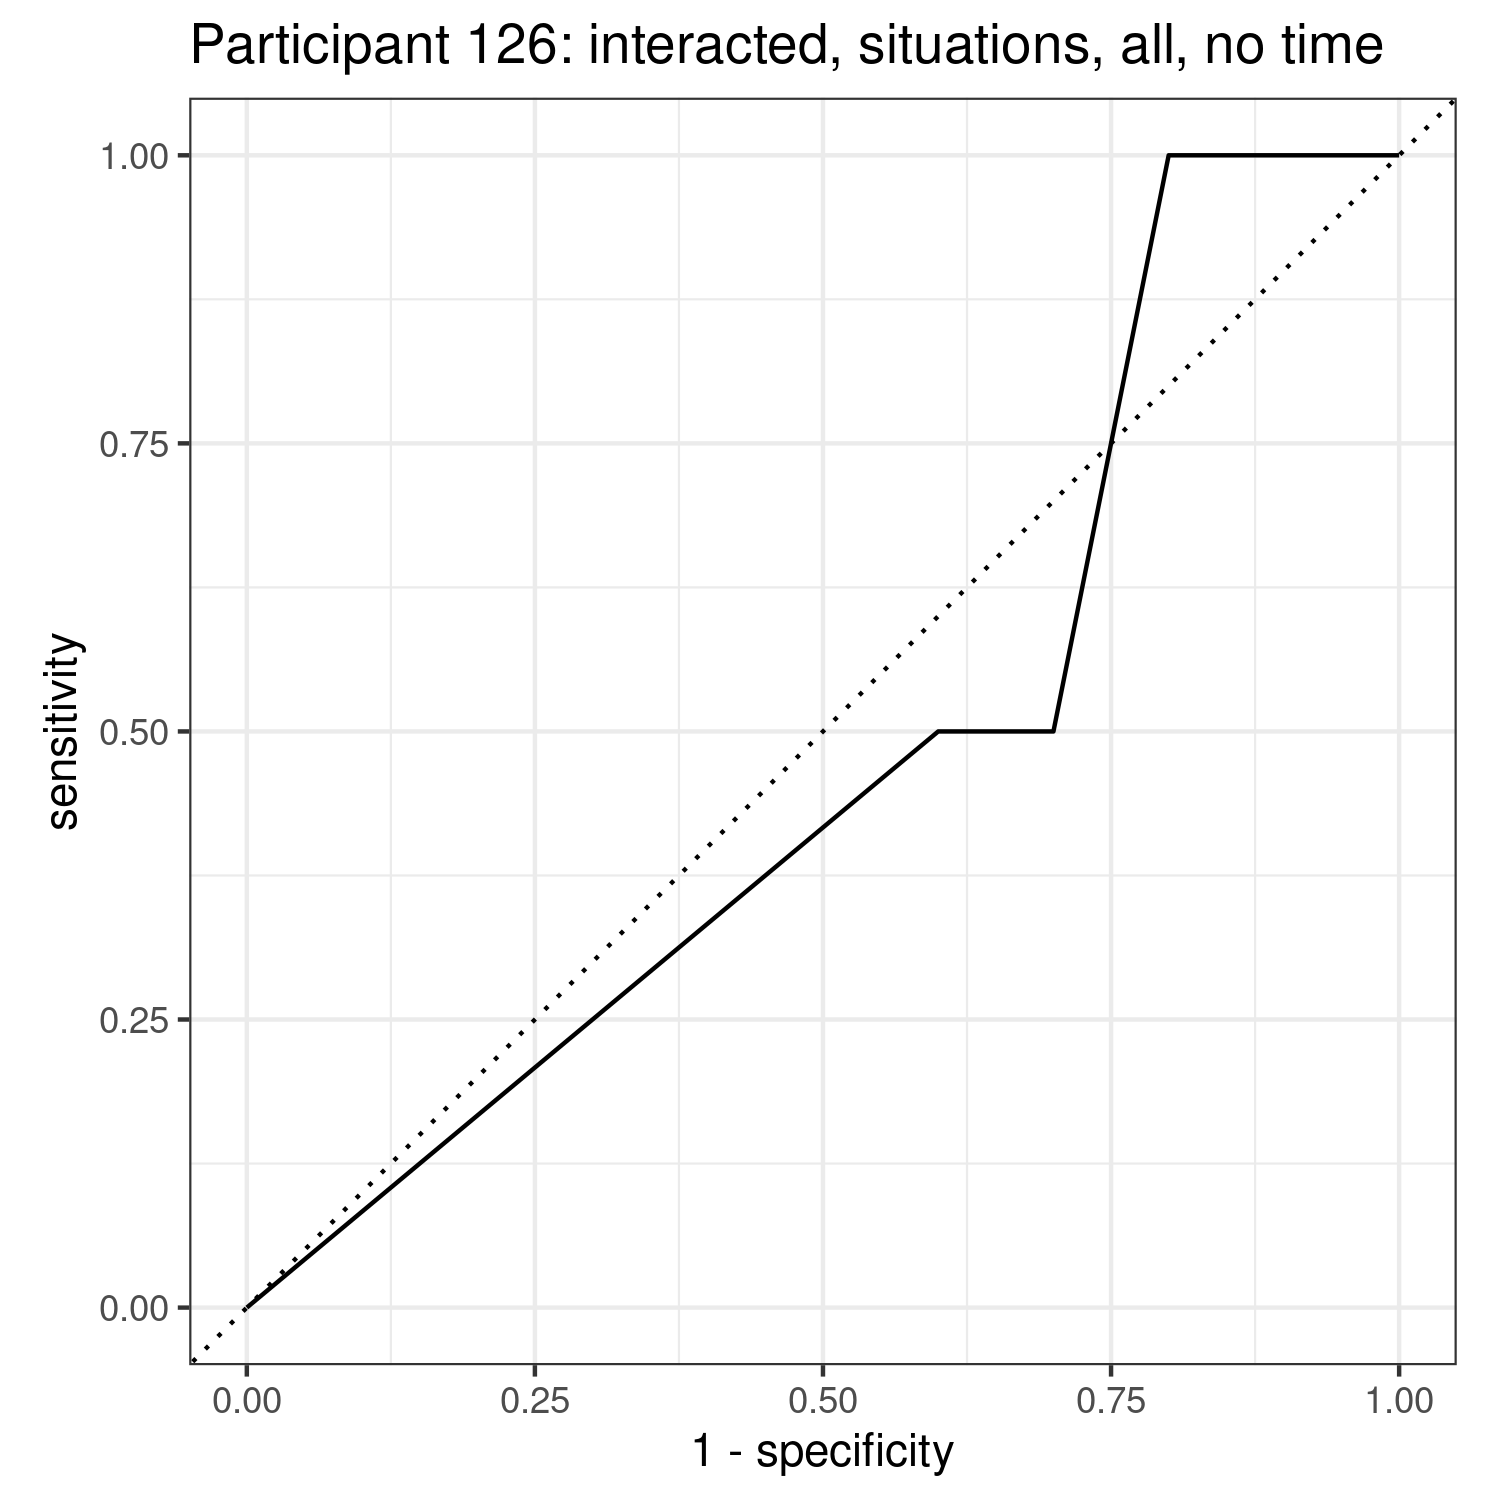 Participant 126: interacted, situations, all, no time
1.00
0.75
0.50
0.25
0.00
sensitivity
0.00 0.25 0.50 0.75 1.00
1 - specificity